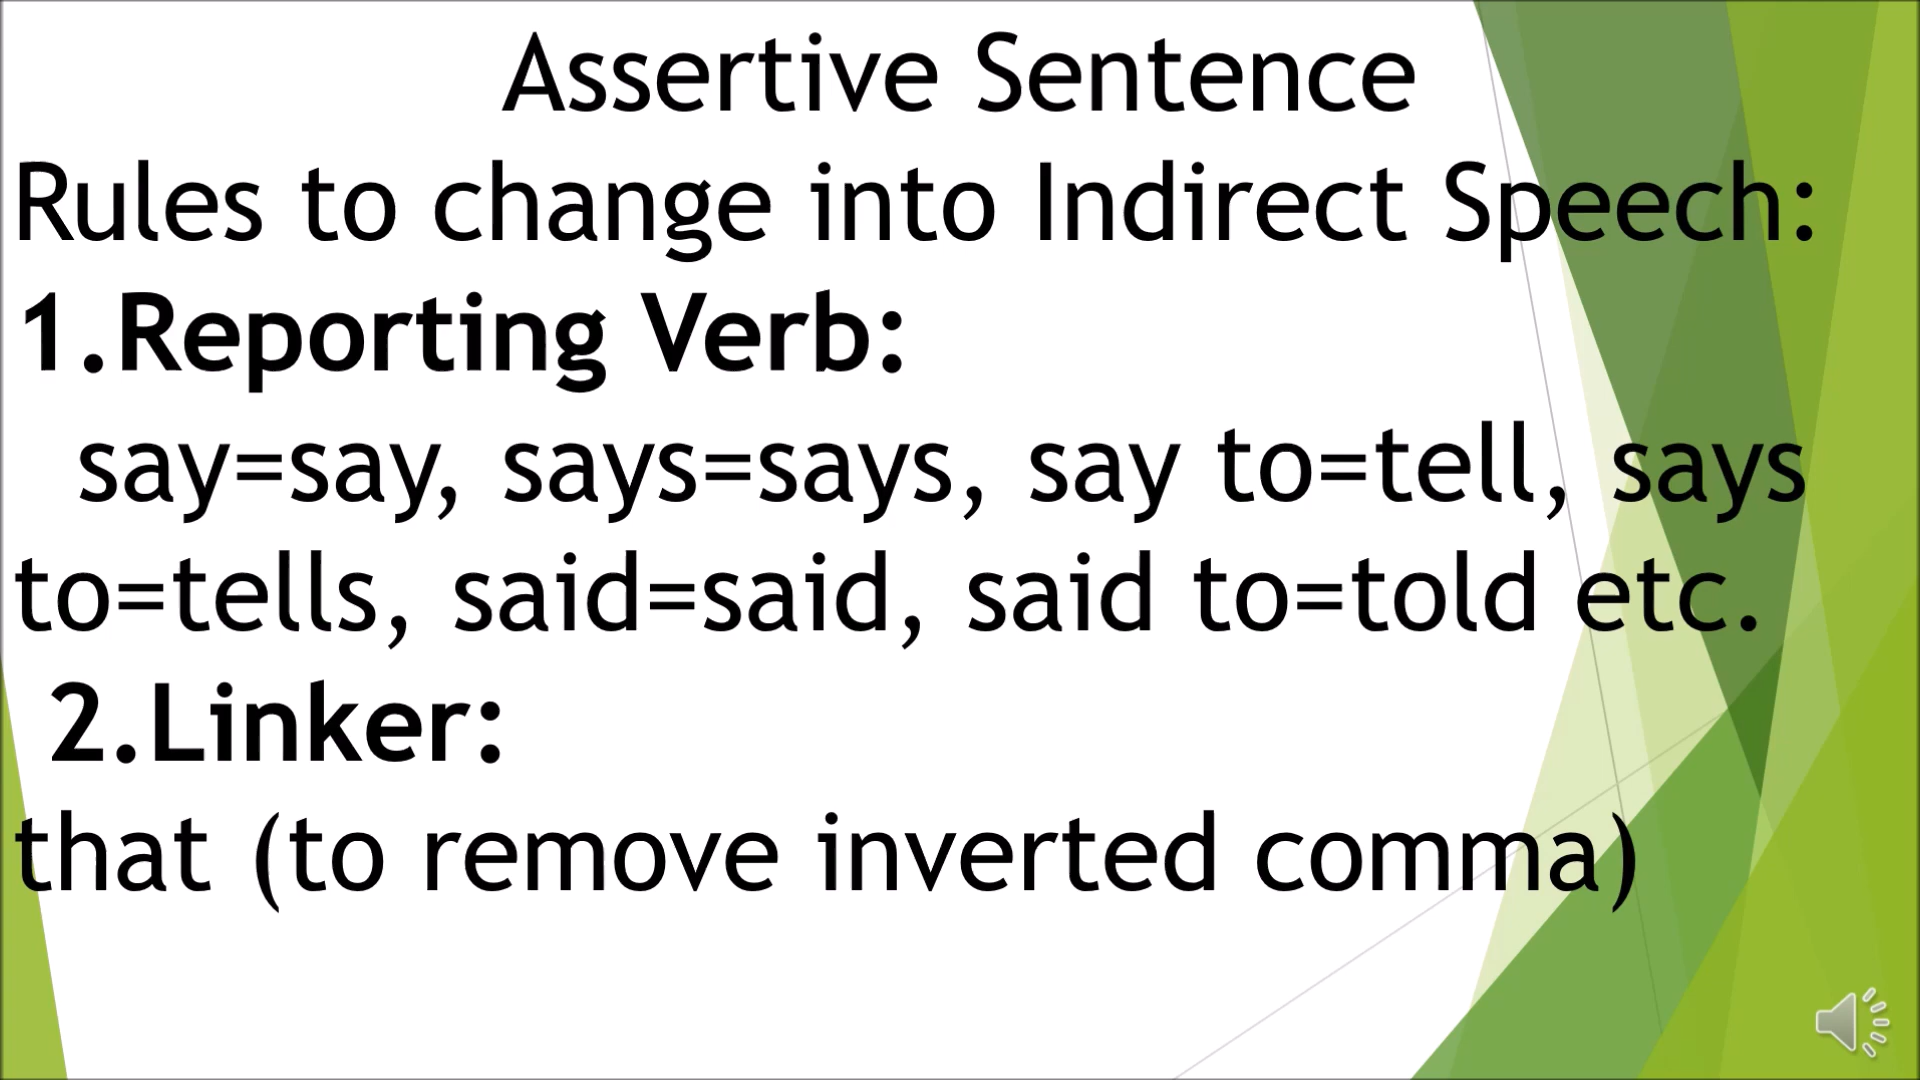 Assertive Sentence
Rules to change into Indirect Speech:
1.Reporting Verb:
say=say, says=says, say to=tell, says
to=tells, said=said, said to=told etc.
2.Linker:
that (to remove inverted comma)